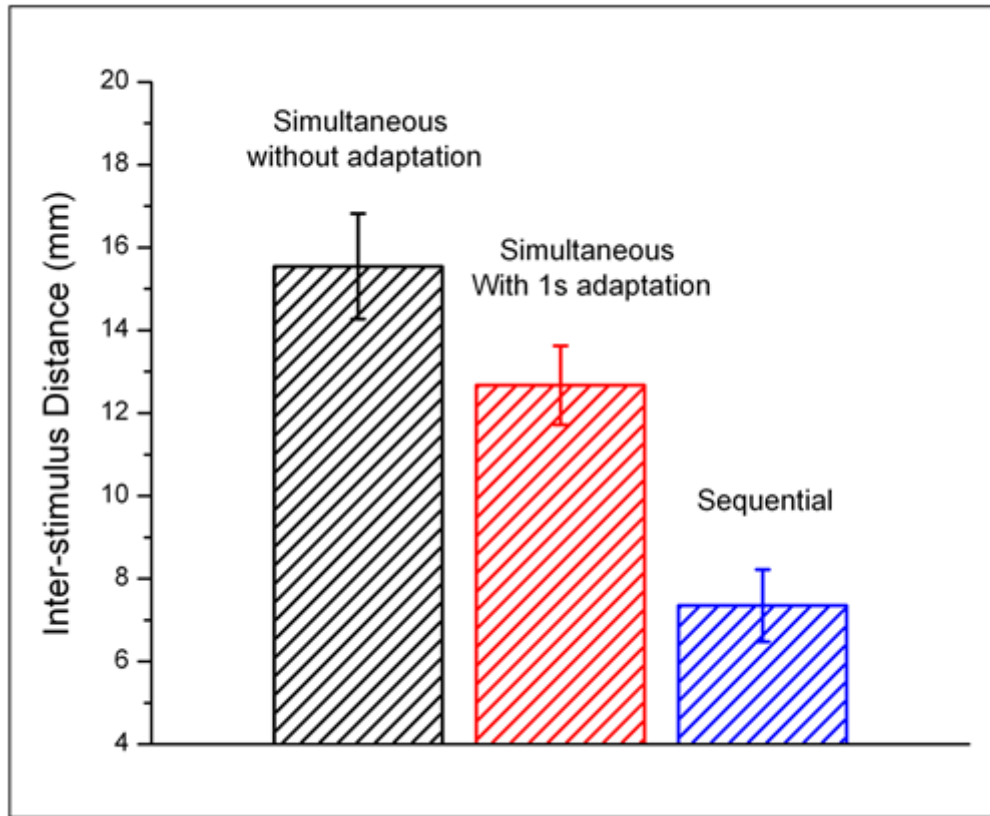 20
Simultaneous
without adaptation
18
16
Simultaneous
With 1s adaptation
14
12
10
Sequential
8
6
4
Inter-stimulus Distance (mm)